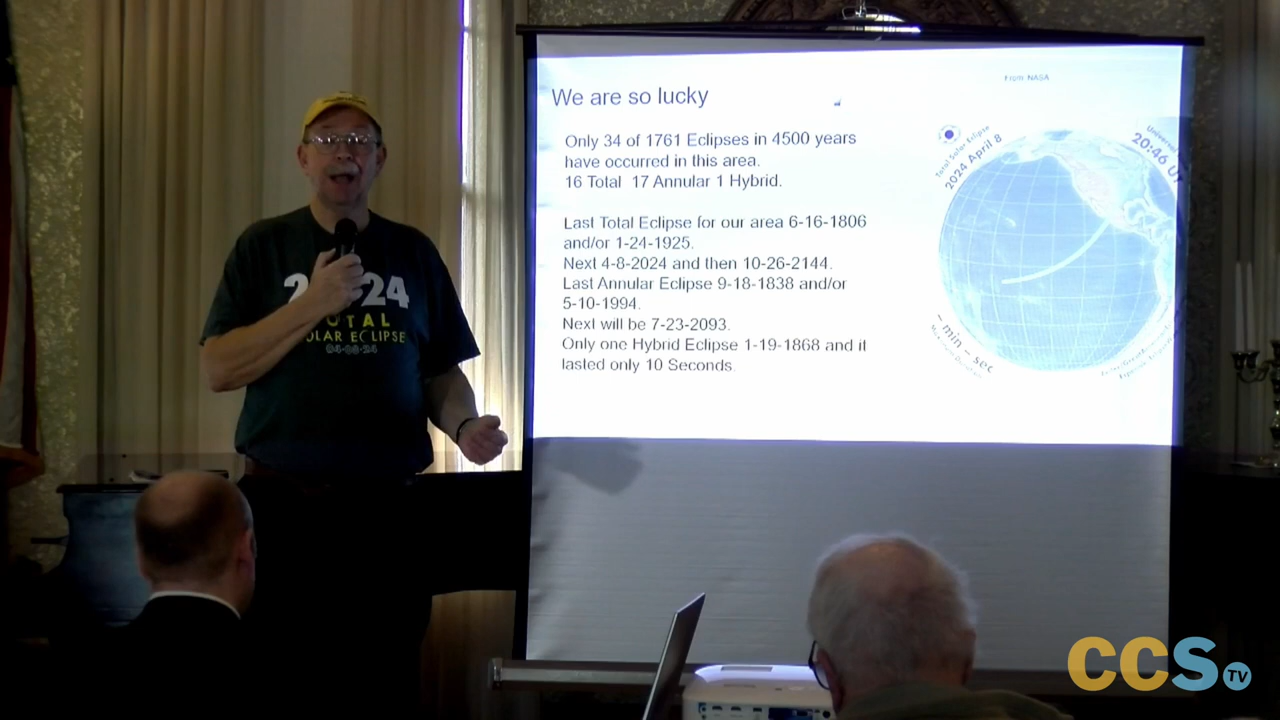 We are so lucky
Only 34 of 1761 Eclipses in 4500 years
have occurred in this area.
16 Total 17 Annular 1 Hybrid.
Last Total Eclipse for our area 6-16-1806
and/or 1-24-1925.
Next 4-8-2024 and then 10-26-2144.
Last Annular Eclipse 9-18-1838 and/or
5-10-1994.
Next will be 7-23-2093.
Only one Hybrid Eclipse 1-19-1868 and it
lasted only 10 Seconds
From NASA
Total Solar Eclipse
2024 April 8
Universal
20:46 UT
- min - sec
2 24
OTAL
OLAR ECLIPSE
04-08-24
CCS TV